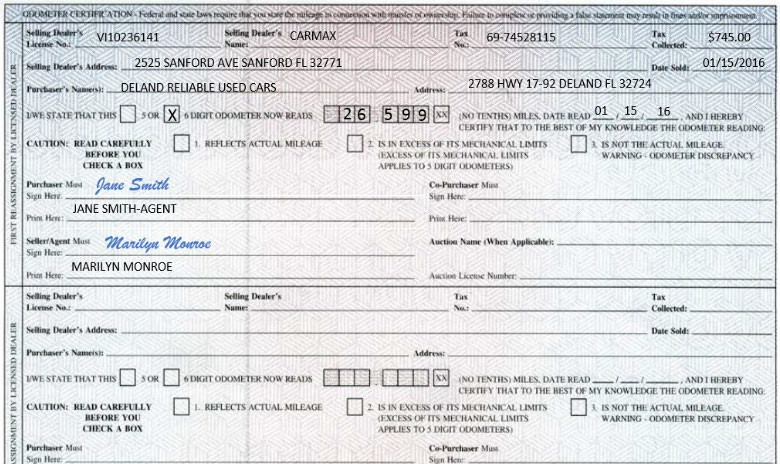 ODOMETER CERTIFICATION - Federal and state laws require that you state the mileage in connection with transfer of ownership. Failure to complete or providing a false statement may result in fines and/or imprisonment.
FIRST REASSIGNMENT BY LICENSED DEALER
Selling Dealer's License No.: VI10236141 Selling Dealer's Name: CARMAX Tax No.: 69-74528115 Tax Collected: $745.00
Selling Dealer's Address: 2525 SANFORD AVE SANFORD FL 32771 Date Sold: 01/15/2016
Purchaser's Name(s): DELAND RELIABLE USED CARS Address: 2788 HWY 17-92 DELAND FL 32724
I/WE STATE THAT THIS 5 OR X 6 DIGIT ODOMETER NOW READS 26 599 XX (NO TENTHS) MILES, DATE READ 01 15 16, AND I HEREBY
CERTIFY THAT TO THE BEST OF MY KNOWLEDGE THE ODOMETER READING:
CAUTION: READ CAREFULLY BEFORE YOU CHECK A BOX
1. REFLECTS ACTUAL MILEAGE
2. IS IN EXCESS OF ITS MECHANICAL LIMITS
(EXCESS OF ITS MECHANICAL LIMITS
APPLIES TO 5 DIGIT ODOMETERS)
3. IS NOT THE ACTUAL MILEAGE.
WARNING - ODOMETER DISCREPANCY
Purchaser Must Sign Here: Jane Smith Co-Purchaser Must Sign Here:
Print Here: JANE SMITH-AGENT Print Here:
Seller/Agent Must Sign Here: Marilyn Monroe Auction Name (When Applicable):
Print Here: MARILYN MONROE Auction License Number:
ASSIGNMENT BY LICENSED DEALER
Selling Dealer's License No.: Selling Dealer's Name: Tax No.: Tax Collected:
Selling Dealer's Address: Date Sold:
Purchaser's Name(s): Address:
I/WE STATE THAT THIS 5 OR 6 DIGIT ODOMETER NOW READS XX (NO TENTHS) MILES, DATE READ / / , AND I HEREBY
CERTIFY THAT TO THE BEST OF MY KNOWLEDGE THE ODOMETER READING:
CAUTION: READ CAREFULLY BEFORE YOU CHECK A BOX
1. REFLECTS ACTUAL MILEAGE
2. IS IN EXCESS OF ITS MECHANICAL LIMITS
(EXCESS OF ITS MECHANICAL LIMITS
APPLIES TO 5 DIGIT ODOMETERS)
3. IS NOT THE ACTUAL MILEAGE.
WARNING - ODOMETER DISCREPANCY
Purchaser Must Sign Here: Co-Purchaser Must Sign Here: